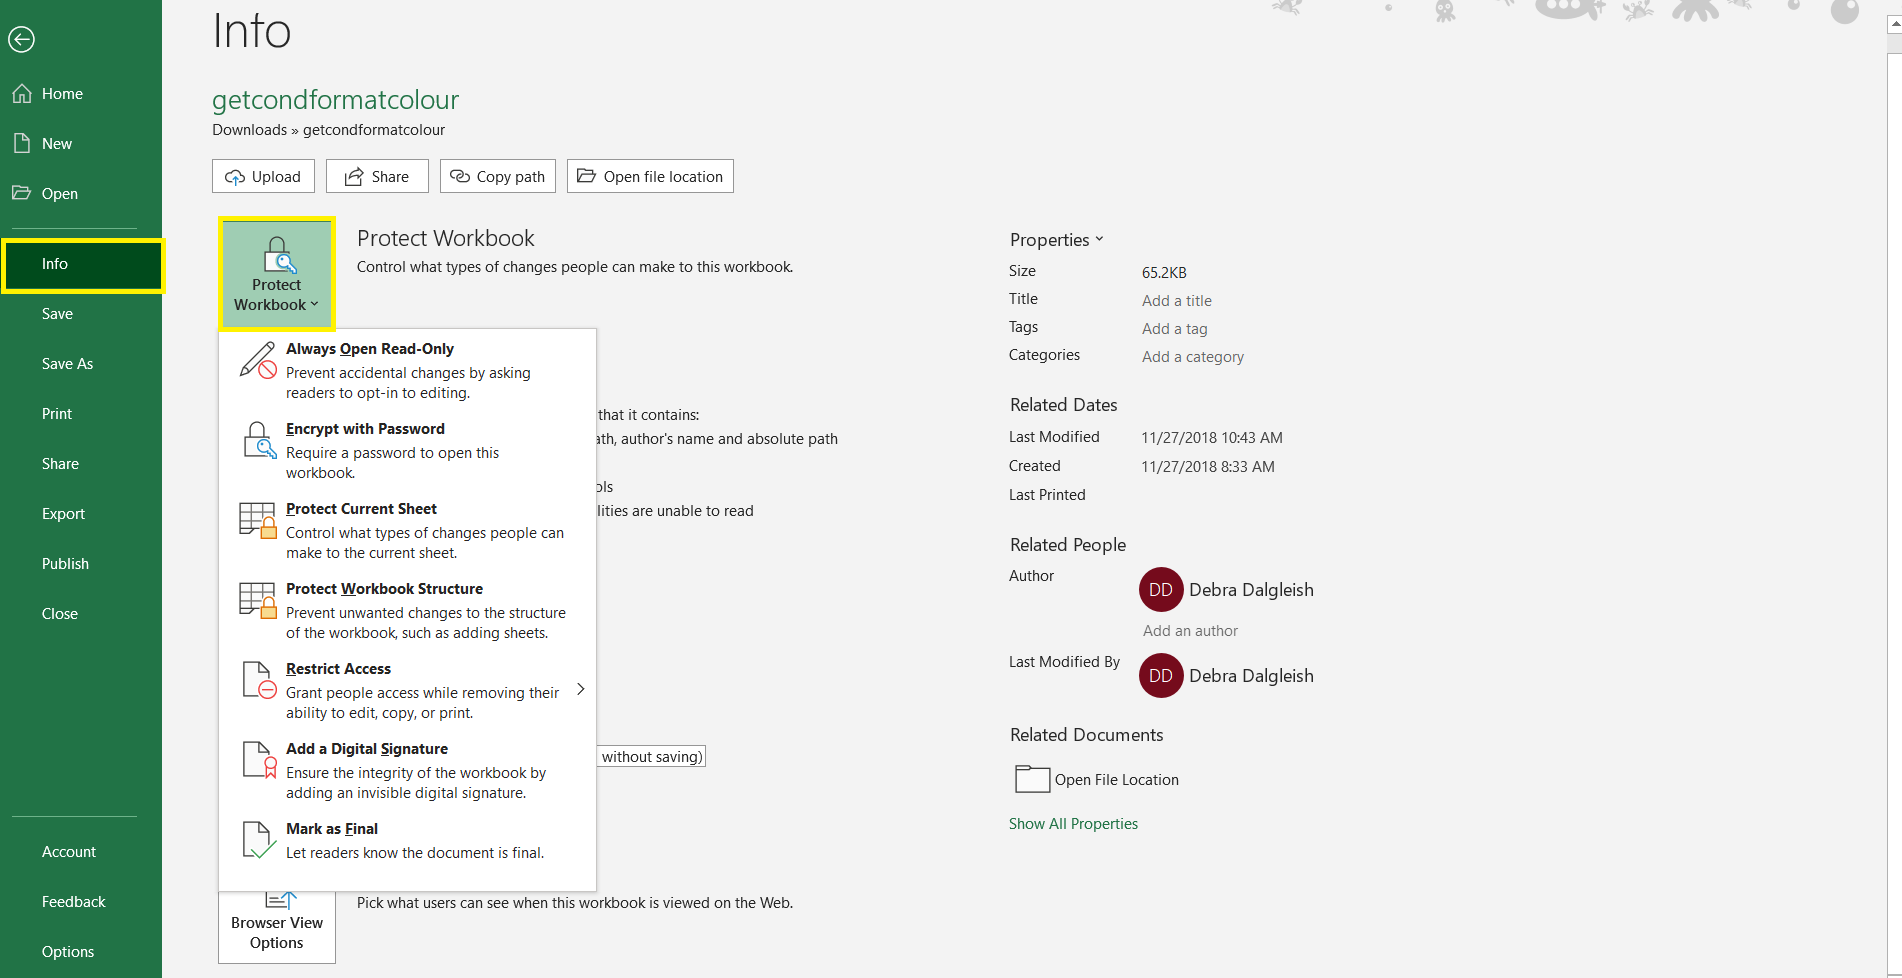 Info
Home
New
Open
Info
Save
Save As
Print
Share
Export
Publish
Close
Account
Feedback
Options
getcondformatcolour
Downloads » getcondformatcolour
Upload
Share
Copy path
Open file location
Protect
Workbook
Protect Workbook
Control what types of changes people can make to this workbook.
Always Open Read-Only
Prevent accidental changes by asking
readers to opt-in to editing.
Encrypt with Password
Require a password to open this
workbook.
Protect Current Sheet
Control what types of changes people can
make to the current sheet.
Protect Workbook Structure
Prevent unwanted changes to the structure
of the workbook, such as adding sheets.
Restrict Access
Grant people access while removing their
ability to edit, copy, or print.
Add a Digital Signature
Ensure the integrity of the workbook by
adding an invisible digital signature.
Mark as Final
Let readers know the document is final.
that it contains:
ath, author's name and absolute path
ols
lities are unable to read
without saving)
Browser View
Options
Pick what users can see when this workbook is viewed on the Web.
Properties
Size 65.2KB
Title Add a title
Tags Add a tag
Categories Add a category
Related Dates
Last Modified 11/27/2018 10:43 AM
Created 11/27/2018 8:33 AM
Last Printed
Related People
Author DD Debra Dalgleish
Add an author
Last Modified By DD Debra Dalgleish
Related Documents
Open File Location
Show All Properties